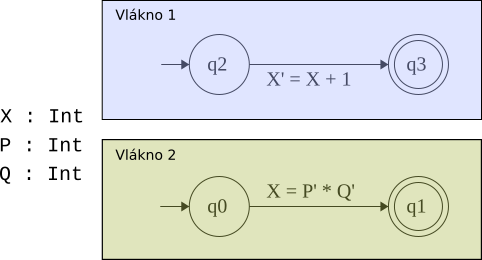 Vlákno 1
q2
X' = X + 1
q3
X : Int
P : Int
Q : Int
Vlákno 2
q0
X = P' * Q'
q1